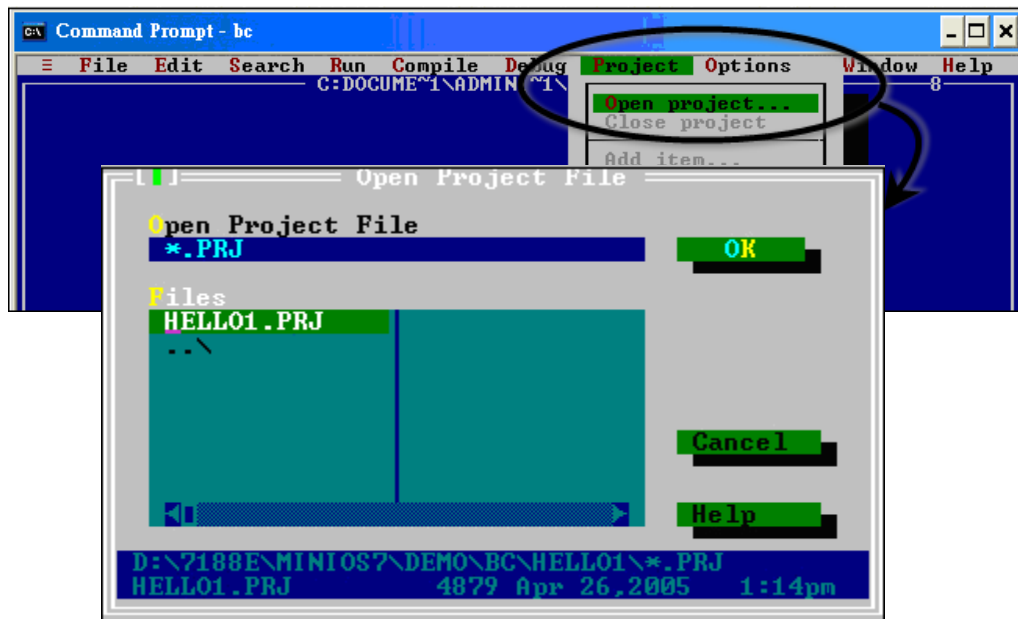 C:\ Command Prompt - bc
≡ File Edit Search Run Compile Debug Project Options Window Help
C:DOCUME~1\ADMIN~1\ 8
Open project...
Close project
Add item...
Open Project File
Open Project File
*.PRJ
OK
Files
HELLO1.PRJ
..\
Cancel
Help
D:\7188E\MINIOS7\DEMO\BC\HELLO1\*.PRJ
HELLO1.PRJ 4879 Apr 26,2005 1:14pm